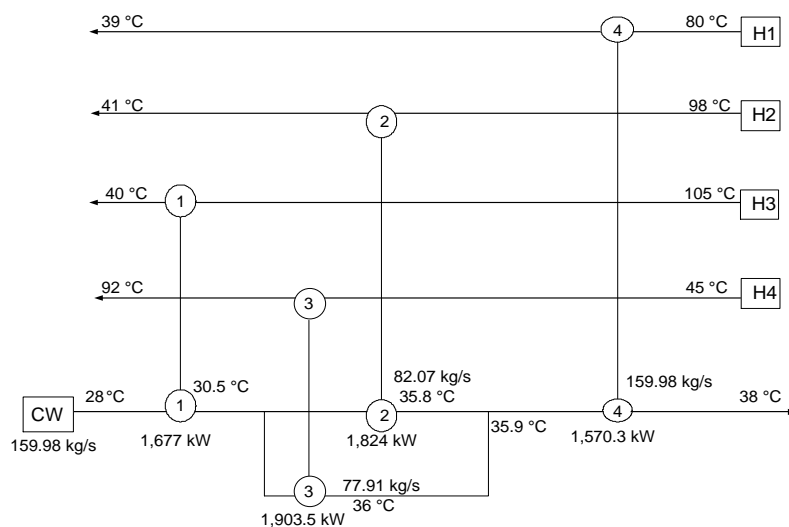 39 °C 4 80 °C H1
41 °C 2 98 °C H2
40 °C 1 105 °C H3
92 °C 3 45 °C H4
82.07 kg/s 159.98 kg/s
CW 28 °C 1 30.5 °C 2 35.8 °C 35.9 °C 4 38 °C
159.98 kg/s 1,677 kW 1,824 kW 1,570.3 kW
3 77.91 kg/s
36 °C
1,903.5 kW